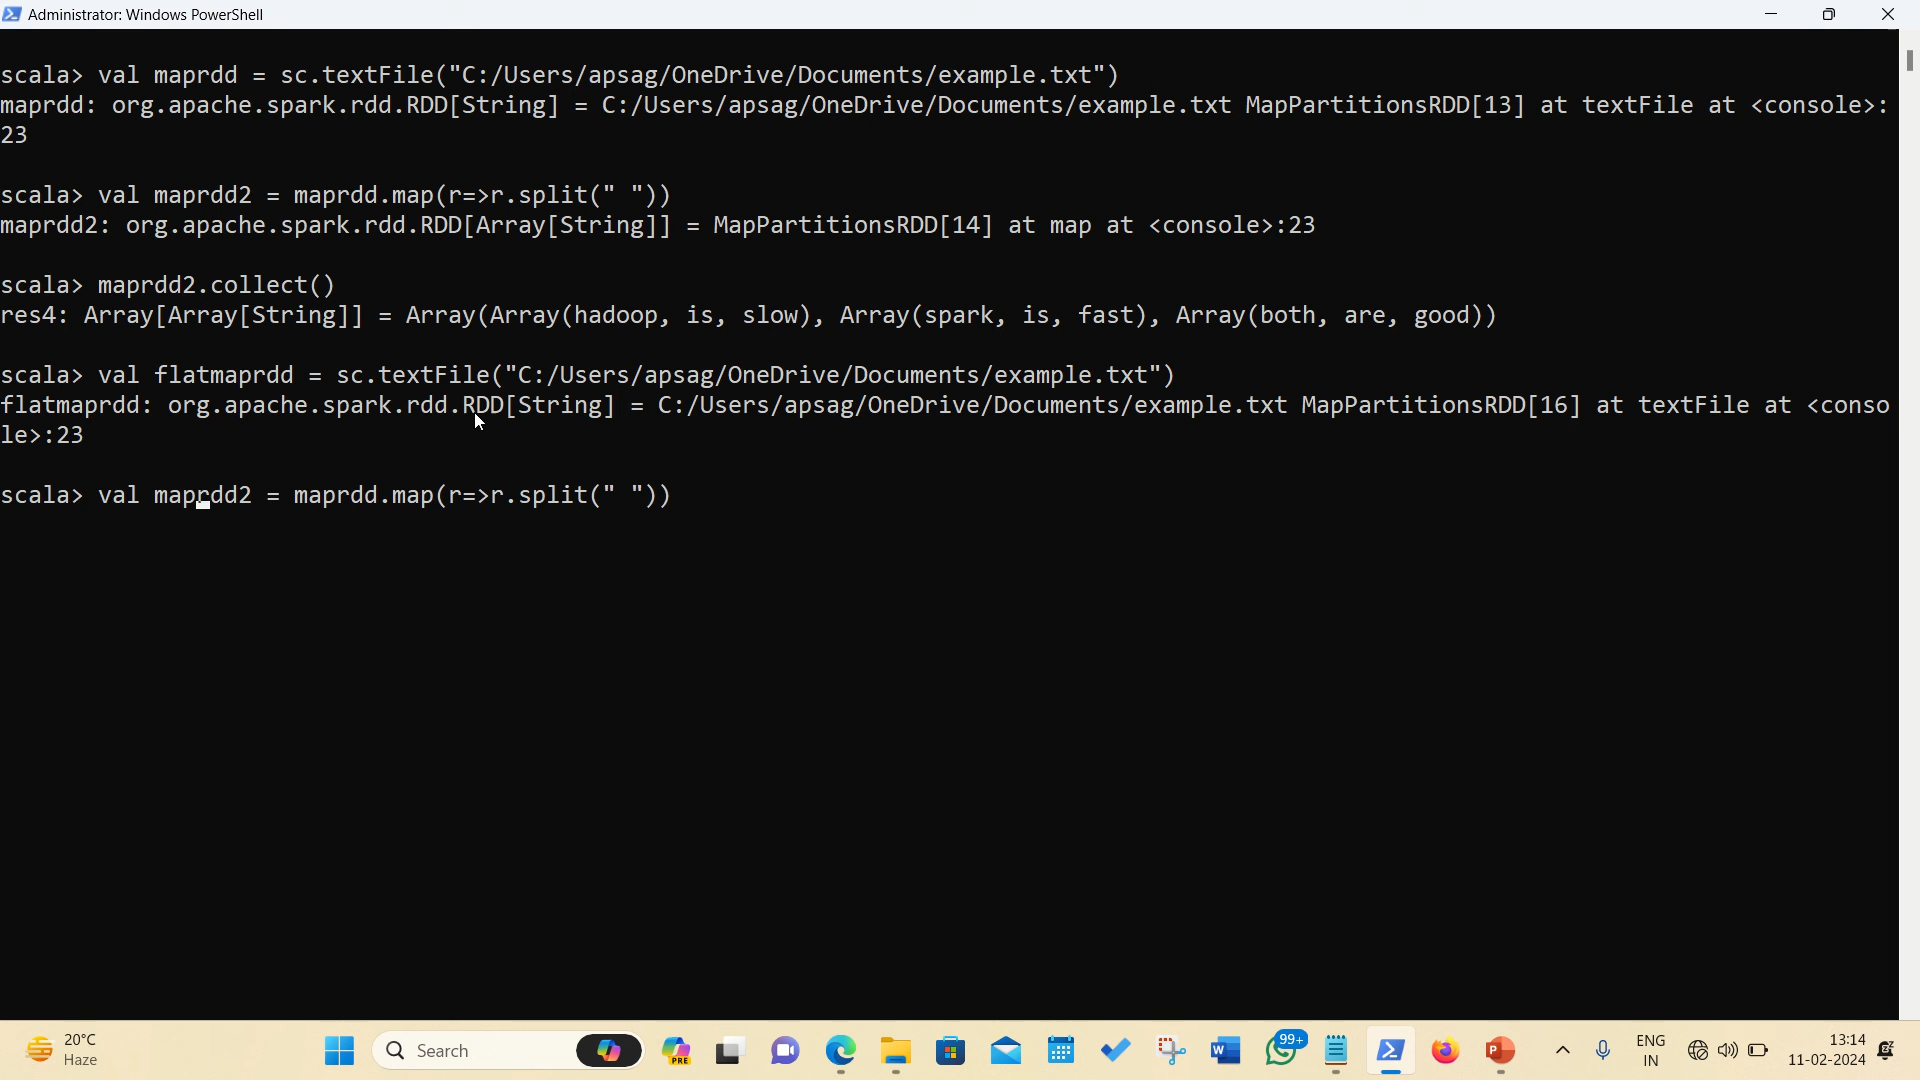 Administrator: Windows PowerShell
scala> val maprdd = sc.textFile("C:/Users/apsag/OneDrive/Documents/example.txt")
maprdd: org.apache.spark.rdd.RDD[String] = C:/Users/apsag/OneDrive/Documents/example.txt MapPartitionsRDD[13] at textFile at <console>:
23
scala> val maprdd2 = maprdd.map(r=>r.split(" "))
maprdd2: org.apache.spark.rdd.RDD[Array[String]] = MapPartitionsRDD[14] at map at <console>:23
scala> maprdd2.collect()
res4: Array[Array[String]] = Array(Array(hadoop, is, slow), Array(spark, is, fast), Array(both, are, good))
scala> val flatmaprdd = sc.textFile("C:/Users/apsag/OneDrive/Documents/example.txt")
flatmaprdd: org.apache.spark.rdd.RDD[String] = C:/Users/apsag/OneDrive/Documents/example.txt MapPartitionsRDD[16] at textFile at <conso
le>:23
scala> val maprdd2 = maprdd.map(r=>r.split(" "))
20°C
Haze
Search
PRE
W
99+
P
ENG
IN
13:14
11-02-2024